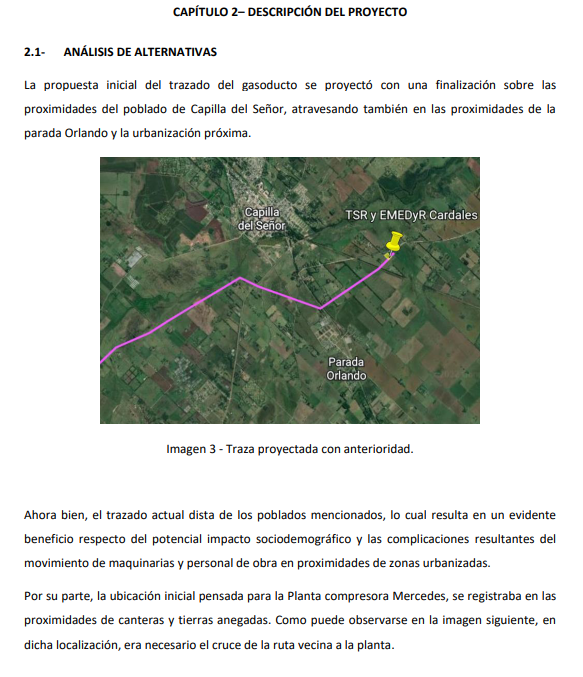 CAPÍTULO 2– DESCRIPCIÓN DEL PROYECTO
2.1- ANÁLISIS DE ALTERNATIVAS
La propuesta inicial del trazado del gasoducto se proyectó con una finalización sobre las
proximidades del poblado de Capilla del Señor, atravesando también en las proximidades de la
parada Orlando y la urbanización próxima.
Capilla
del Señor
TSR y EMEDyR Cardales
Parada
Orlando
Imagen 3 - Traza proyectada con anterioridad.
Ahora bien, el trazado actual dista de los poblados mencionados, lo cual resulta en un evidente
beneficio respecto del potencial impacto sociodemográfico y las complicaciones resultantes del
movimiento de maquinarias y personal de obra en proximidades de zonas urbanizadas.
Por su parte, la ubicación inicial pensada para la Planta compresora Mercedes, se registraba en las
proximidades de canteras y tierras anegadas. Como puede observarse en la imagen siguiente, en
dicha localización, era necesario el cruce de la ruta vecina a la planta.